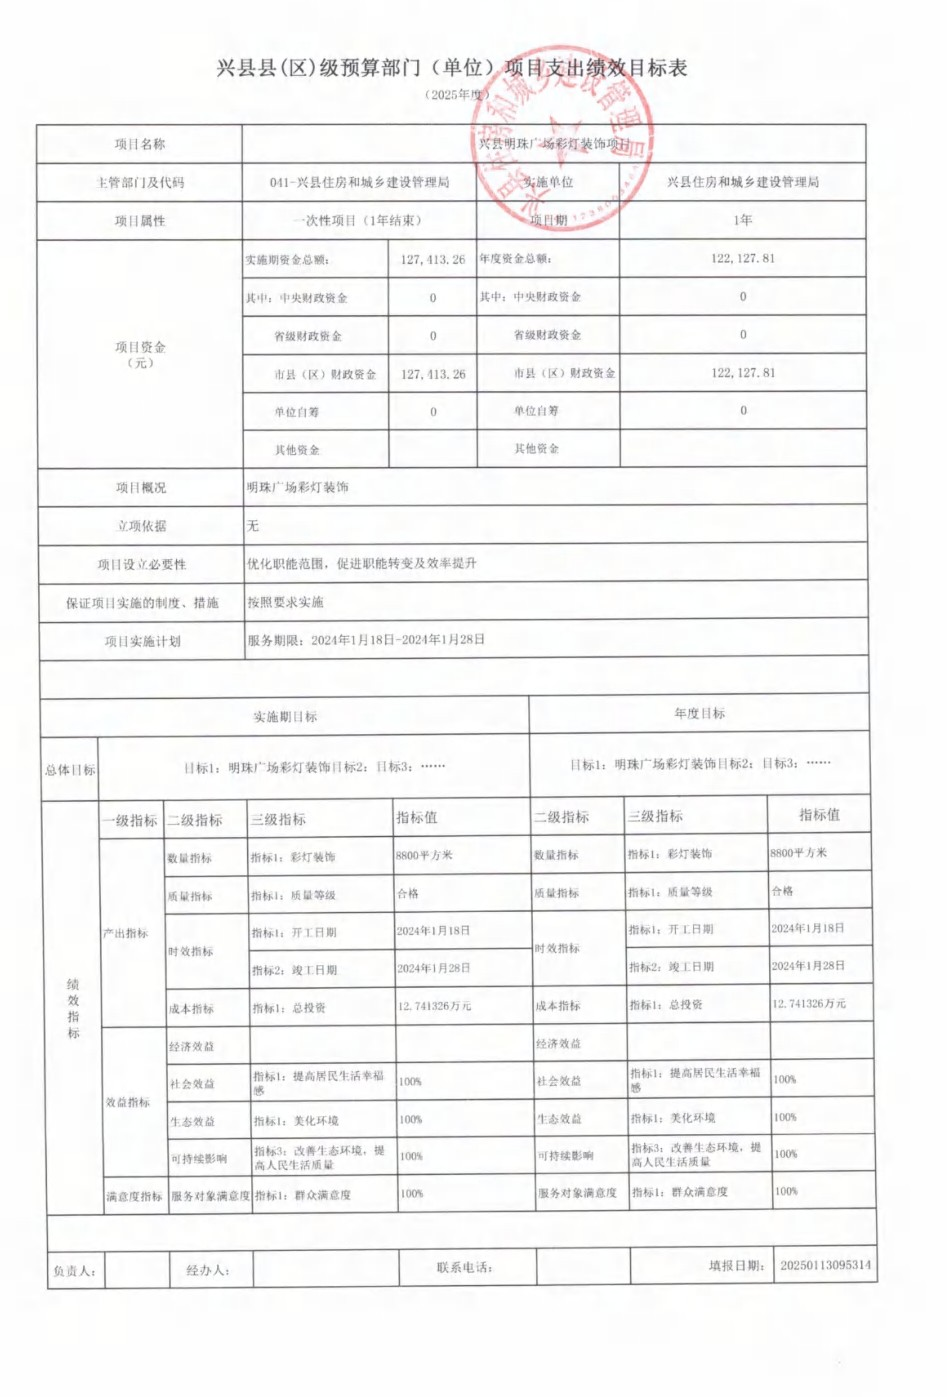 兴县县(区)级预算部门（单位）项目支出绩效目标表
（2025年度）
项目名称 兴县明珠广场彩灯装饰项目
主管部门及代码 041-兴县住房和城乡建设管理局 实施单位 兴县住房和城乡建设管理局
项目属性 一次性项目（1年结束） 项目期 1年
项目资金
（元）
实施期资金总额： 127,413.26 年度资金总额： 122,127.81
其中：中央财政资金 0 其中：中央财政资金 0
省级财政资金 0 省级财政资金 0
市县（区）财政资金 127,413.26 市县（区）财政资金 122,127.81
单位自筹 0 单位自筹 0
其他资金 其他资金
项目概况 明珠广场彩灯装饰
立项依据 无
项目设立必要性 优化职能范围，促进职能转变及效率提升
保证项目实施的制度、措施 按照要求实施
项目实施计划 服务期限：2024年1月18日-2024年1月28日
实施期目标 年度目标
总体目标 目标1：明珠广场彩灯装饰目标2：目标3：…… 目标1：明珠广场彩灯装饰目标2：目标3：……
绩效指标
一级指标 二级指标 三级指标 指标值 二级指标 三级指标 指标值
产出指标
数量指标 指标1：彩灯装饰 8800平方米 数量指标 指标1：彩灯装饰 8800平方米
质量指标 指标1：质量等级 合格 质量指标 指标1：质量等级 合格
时效指标 指标1：开工日期 2024年1月18日 时效指标 指标1：开工日期 2024年1月18日
指标2：竣工日期 2024年1月28日 指标2：竣工日期 2024年1月28日
成本指标 指标1：总投资 12.741326万元 成本指标 指标1：总投资 12.741326万元
效益指标
经济效益 经济效益
社会效益 指标1：提高居民生活幸福感 100% 社会效益 指标1：提高居民生活幸福感 100%
生态效益 指标1：美化环境 100% 生态效益 指标1：美化环境 100%
可持续影响 指标3：改善生态环境，提高人民生活质量 100% 可持续影响 指标3：改善生态环境，提高人民生活质量 100%
满意度指标 服务对象满意度 指标1：群众满意度 100% 服务对象满意度 指标1：群众满意度 100%
负责人： 经办人： 联系电话： 填报日期： 20250113095314
兴县住房和城乡建设管理局